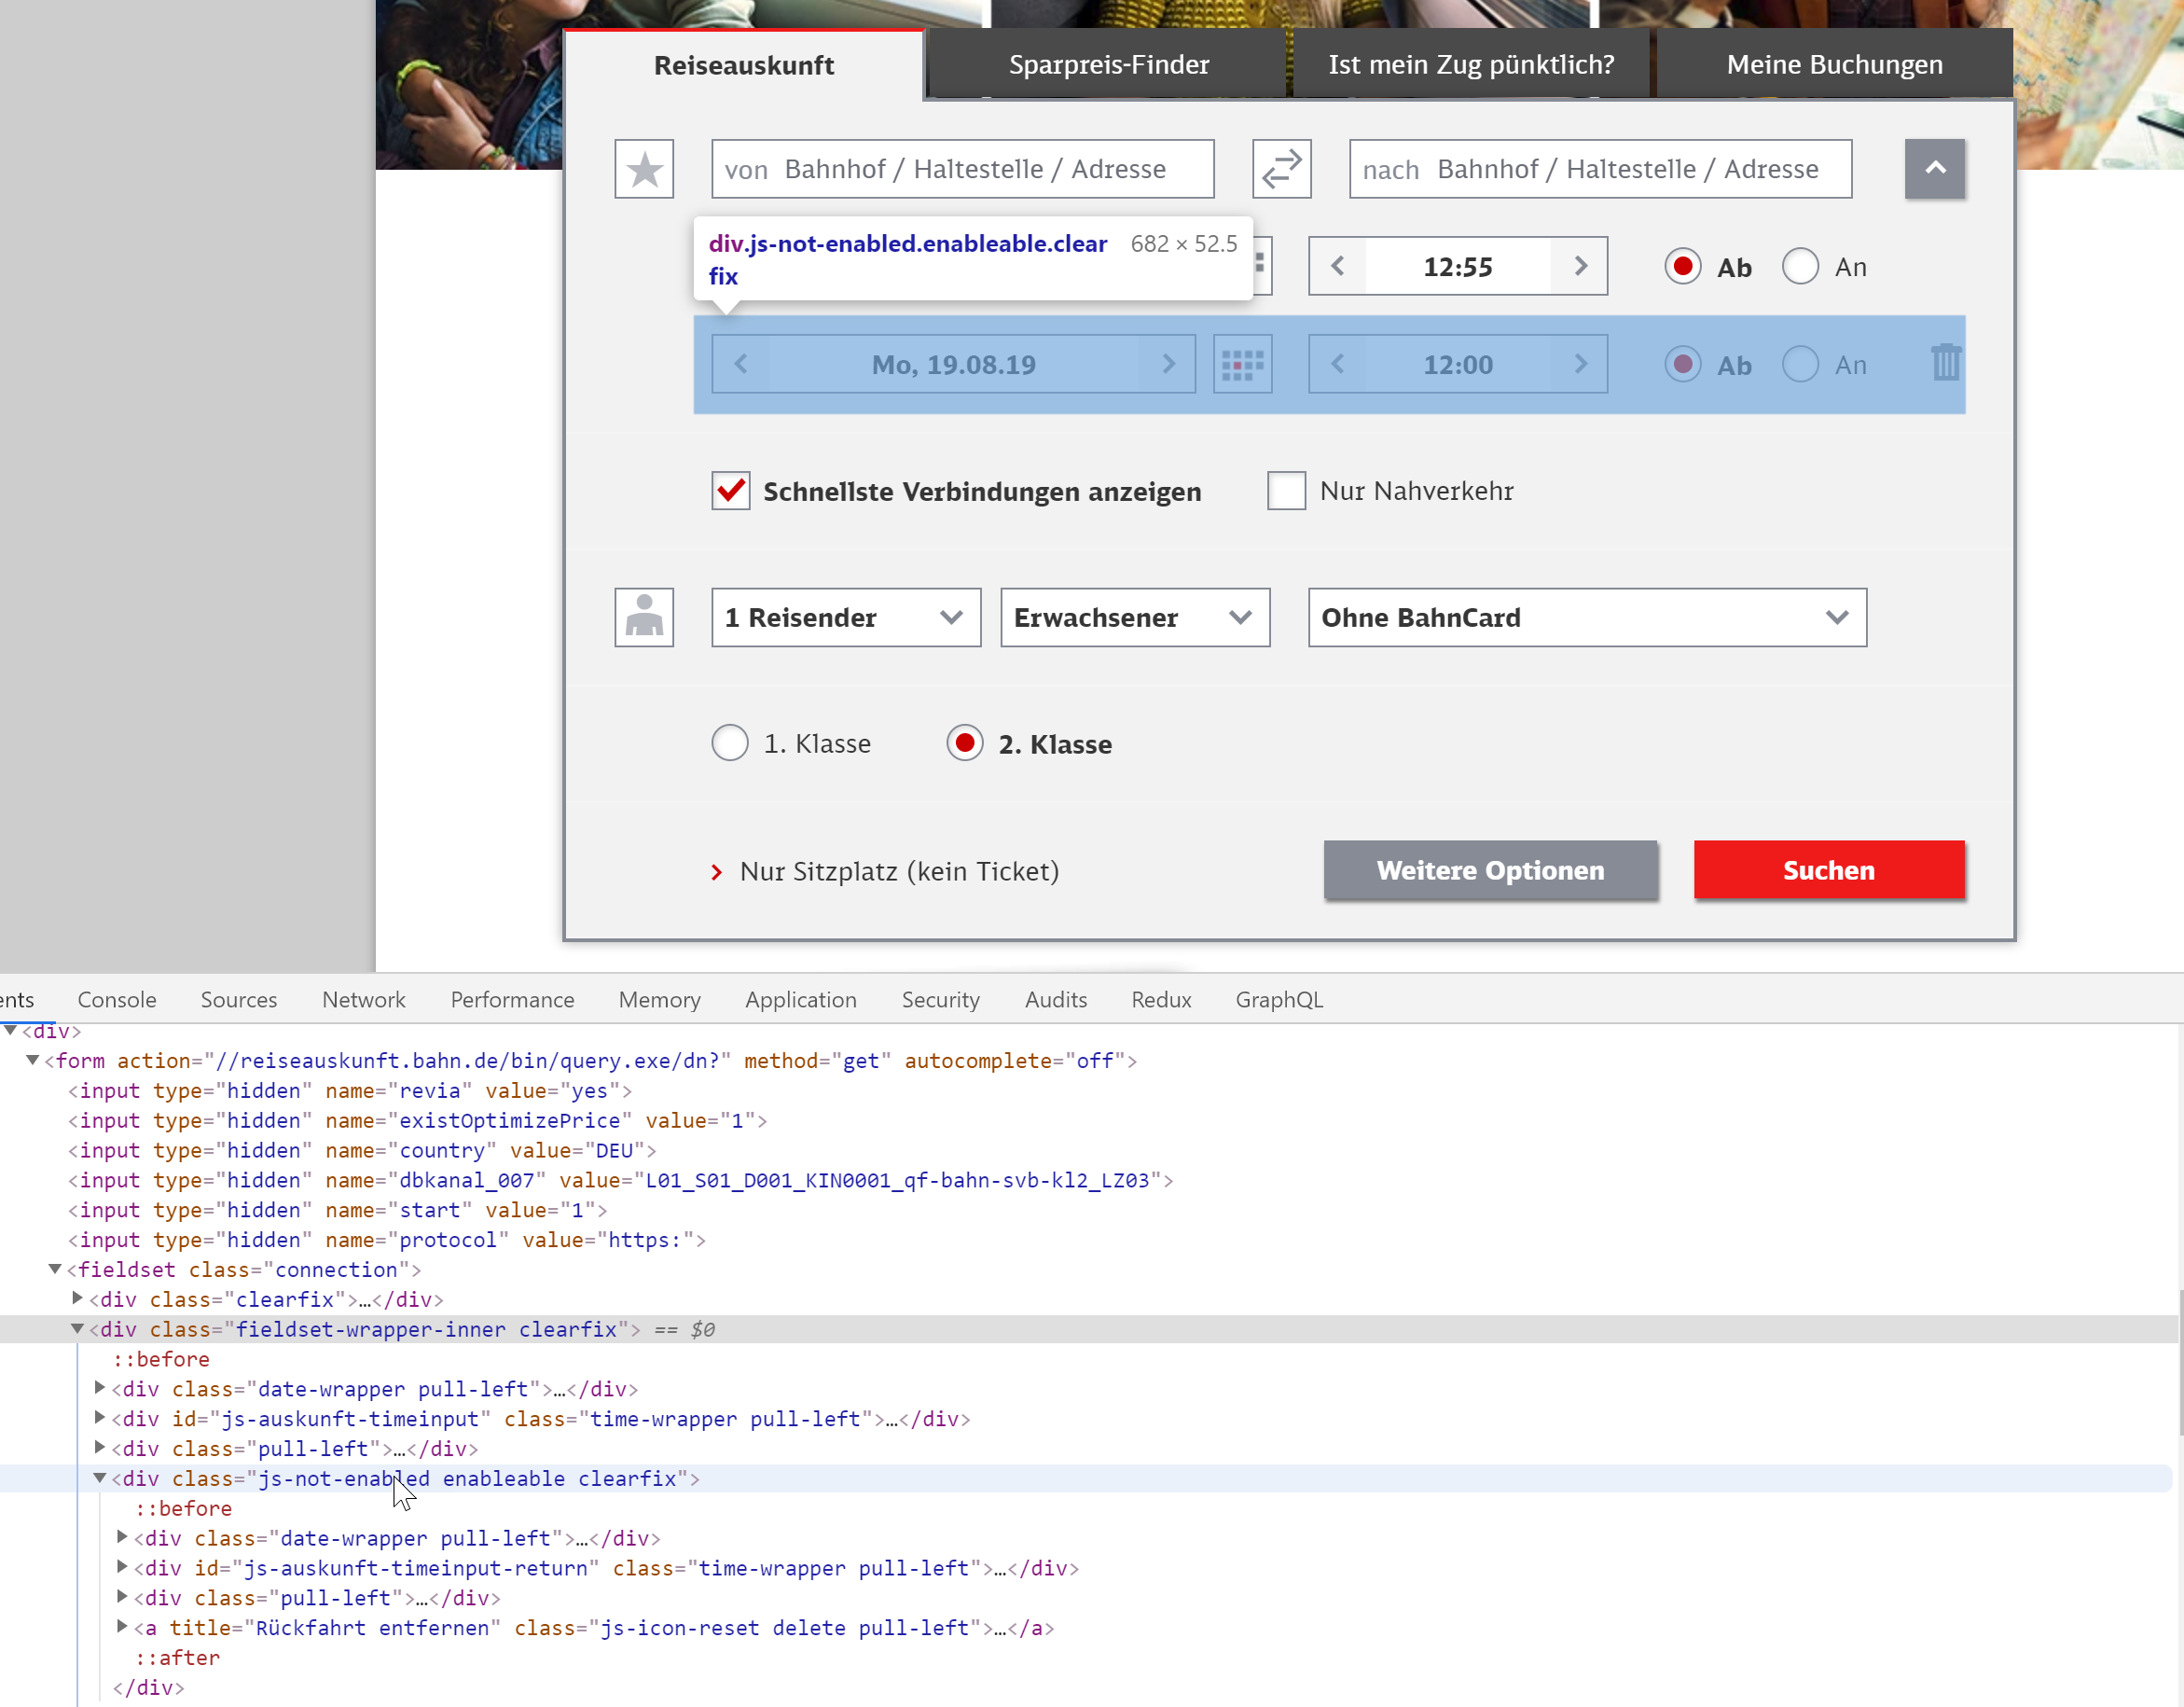 Reiseauskunft
Sparpreis-Finder
Ist mein Zug pünktlich?
Meine Buchungen
von Bahnhof / Haltestelle / Adresse
nach Bahnhof / Haltestelle / Adresse
div.js-not-enabled.enableable.clear 682 × 52.5
fix
12:55
Ab
An
Mo, 19.08.19
12:00
Ab
An
Schnellste Verbindungen anzeigen
Nur Nahverkehr
1 Reisender
Erwachsener
Ohne BahnCard
1. Klasse
2. Klasse
Nur Sitzplatz (kein Ticket)
Weitere Optionen
Suchen
ents Console Sources Network Performance Memory Application Security Audits Redux GraphQL
<div>
<form action="//reiseauskunft.bahn.de/bin/query.exe/dn?" method="get" autocomplete="off">
<input type="hidden" name="revia" value="yes">
<input type="hidden" name="existOptimizePrice" value="1">
<input type="hidden" name="country" value="DEU">
<input type="hidden" name="dbkanal_007" value="L01_S01_D001_KIN0001_qf-bahn-svb-kl2_LZ03">
<input type="hidden" name="start" value="1">
<input type="hidden" name="protocol" value="https:">
<fieldset class="connection">
<div class="clearfix">…</div>
<div class="fieldset-wrapper-inner clearfix"> == $0
::before
<div class="date-wrapper pull-left">…</div>
<div id="js-auskunft-timeinput" class="time-wrapper pull-left">…</div>
<div class="pull-left">…</div>
<div class="js-not-enabled enableable clearfix">
::before
<div class="date-wrapper pull-left">…</div>
<div id="js-auskunft-timeinput-return" class="time-wrapper pull-left">…</div>
<div class="pull-left">…</div>
<a title="Rückfahrt entfernen" class="js-icon-reset delete pull-left">…</a>
::after
</div>